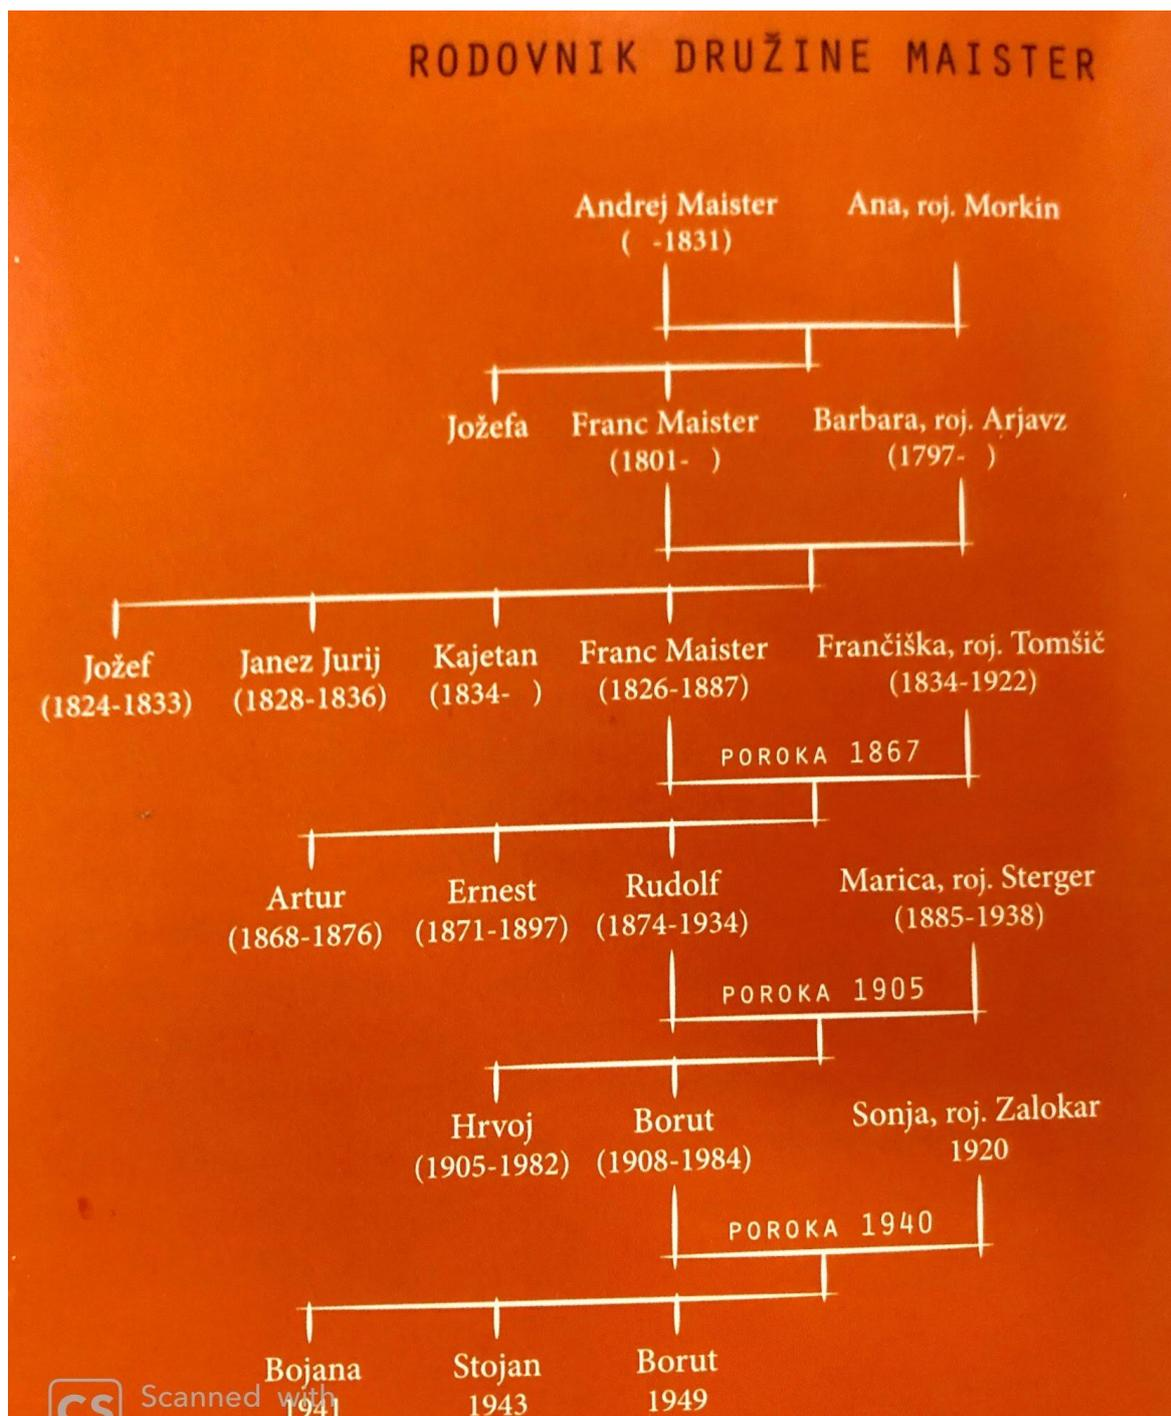 RODOVNIK DRUŽINE MAISTER
Andrej Maister Ana, roj. Morkin
( -1831)
Jožefa Franc Maister Barbara, roj. Arjavz
(1801- ) (1797- )
Jožef Janez Jurij Kajetan Franc Maister Frančiška, roj. Tomšič
(1824-1833) (1828-1836) (1834- ) (1826-1887) (1834-1922)
POROKA 1867
Artur Ernest Rudolf Marica, roj. Sterger
(1868-1876) (1871-1897) (1874-1934) (1885-1938)
POROKA 1905
Hrvoj Borut Sonja, roj. Zalokar
(1905-1982) (1908-1984) 1920
POROKA 1940
Bojana Stojan Borut
1941 1943 1949
CS Scanned with